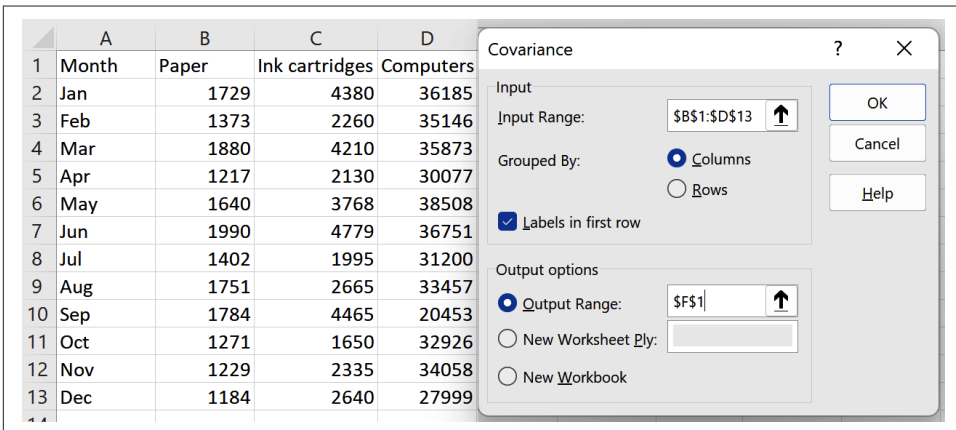 A B C D
1 Month Paper Ink cartridges Computers
2 Jan 1729 4380 36185
3 Feb 1373 2260 35146
4 Mar 1880 4210 35873
5 Apr 1217 2130 30077
6 May 1640 3768 38508
7 Jun 1990 4779 36751
8 Jul 1402 1995 31200
9 Aug 1751 2665 33457
10 Sep 1784 4465 20453
11 Oct 1271 1650 32926
12 Nov 1229 2335 34058
13 Dec 1184 2640 27999
Covariance ? X
Input
Input Range: $B$1:$D$13
Grouped By: Columns
Rows
Labels in first row
Output options
Output Range: $F$1
New Worksheet Ply:
New Workbook
OK
Cancel
Help